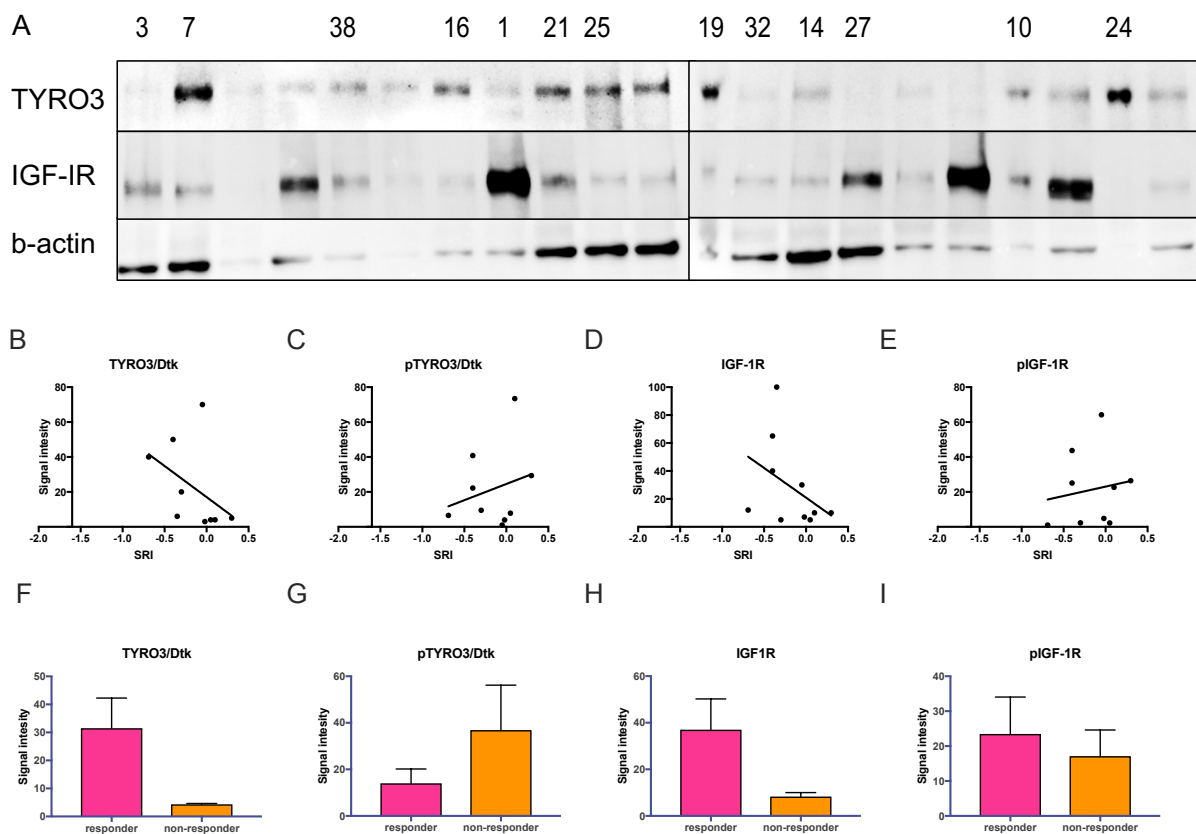 A 3 7 38 16 1 21 25 19 32 14 27 10 24
TYRO3
IGF-IR
b-actin
B C D E
TYRO3/Dtk pTYRO3/Dtk IGF-1R pIGF-1R
Signal intesity
80
60
40
20
-2.0 -1.5 -1.0 -0.5 0.0 0.5
SRI
Signal intesity
80
60
40
20
-2.0 -1.5 -1.0 -0.5 0.0 0.5
SRI
Signal intesity
100
80
60
40
20
-2.0 -1.5 -1.0 -0.5 0.0 0.5
SRI
Signal intesity
80
60
40
20
-2.0 -1.5 -1.0 -0.5 0.0 0.5
SRI
F G H I
TYRO3/Dtk pTYRO3/Dtk IGF1R pIGF-1R
Signal intesity
50
40
30
20
10
0
responder non-responder
Signal intesity
60
40
20
0
responder non-responder
Signal intesity
60
40
20
0
responder non-responder
Signal intesity
40
30
20
10
0
responder non-responder